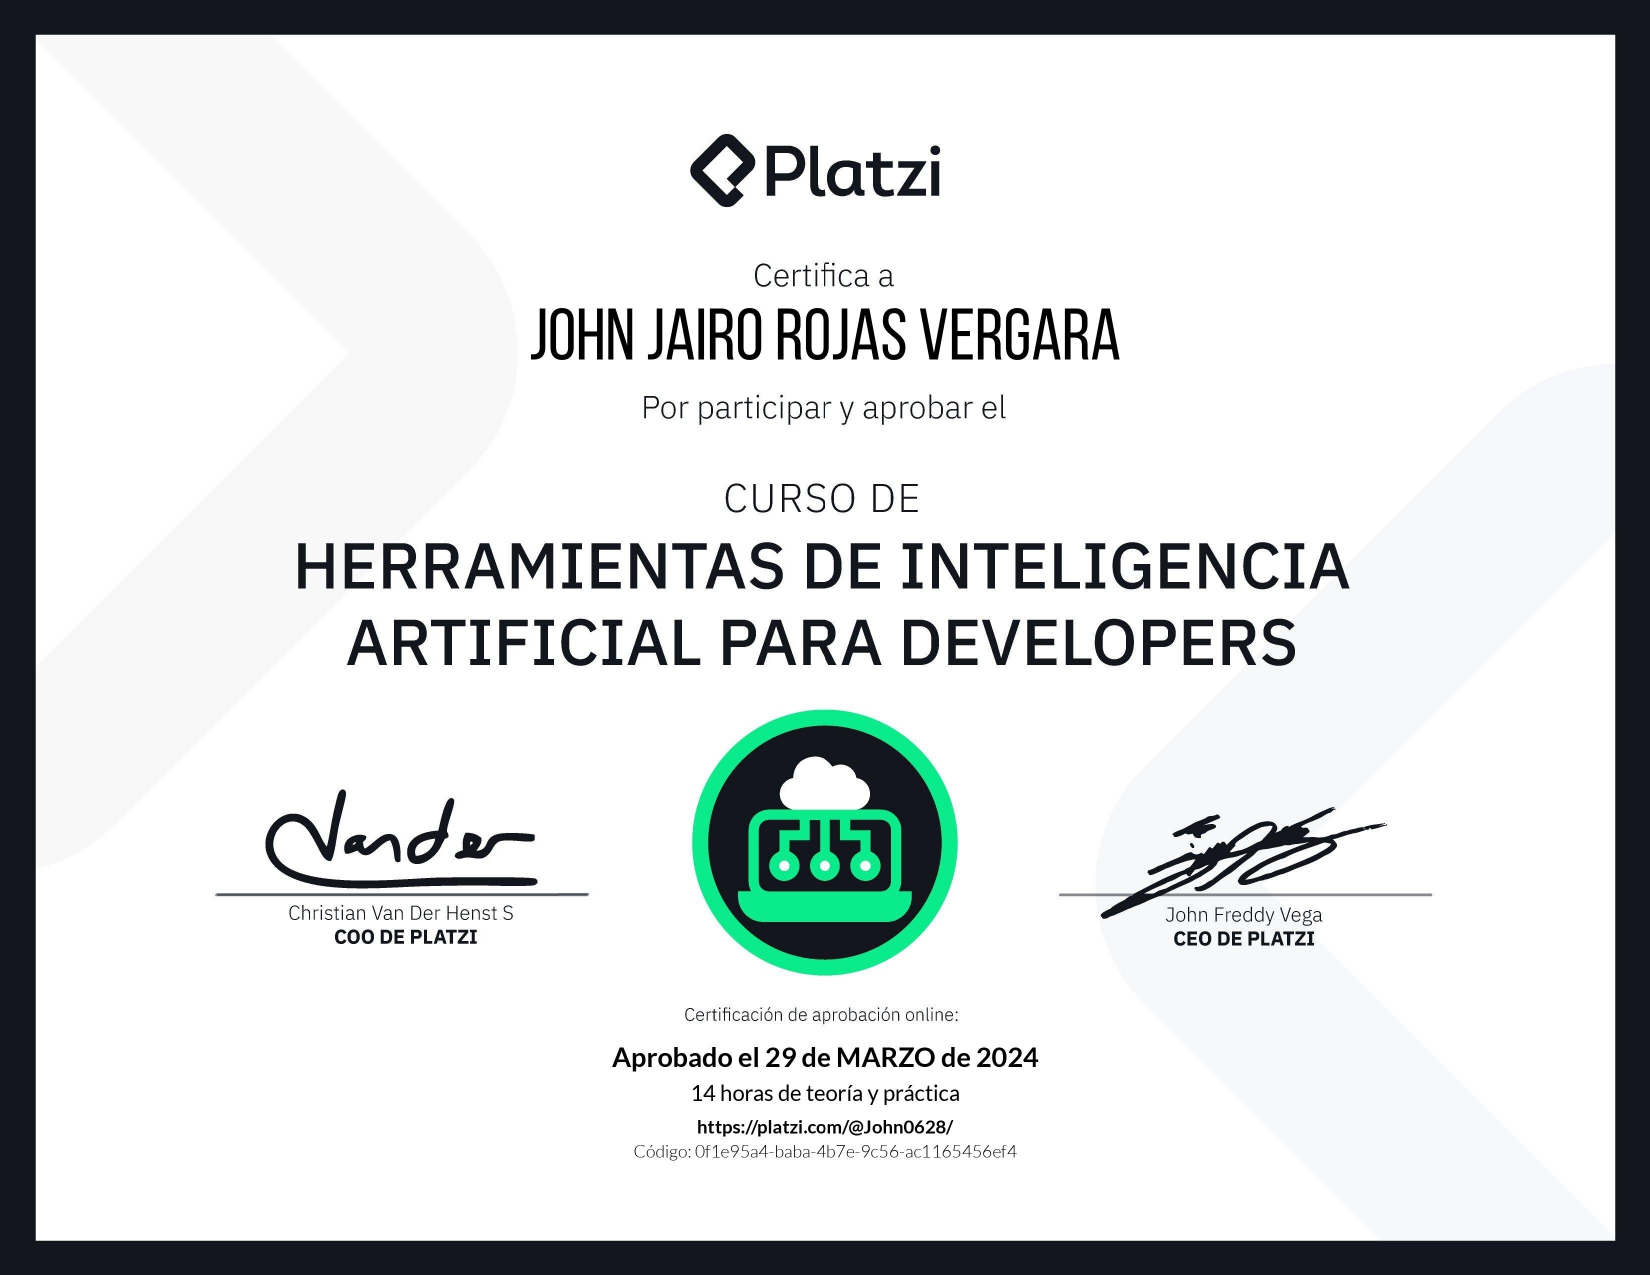 Platzi
Certifica a
JOHN JAIRO ROJAS VERGARA
Por participar y aprobar el
CURSO DE
HERRAMIENTAS DE INTELIGENCIA
ARTIFICIAL PARA DEVELOPERS
Vander
Christian Van Der Henst S
COO DE PLATZI
John Freddy Vega
CEO DE PLATZI
Certificación de aprobación online:
Aprobado el 29 de MARZO de 2024
14 horas de teoría y práctica
https://platzi.com/@John0628/
Código: 0f1e95a4-baba-4b7e-9c56-ac1165456ef4